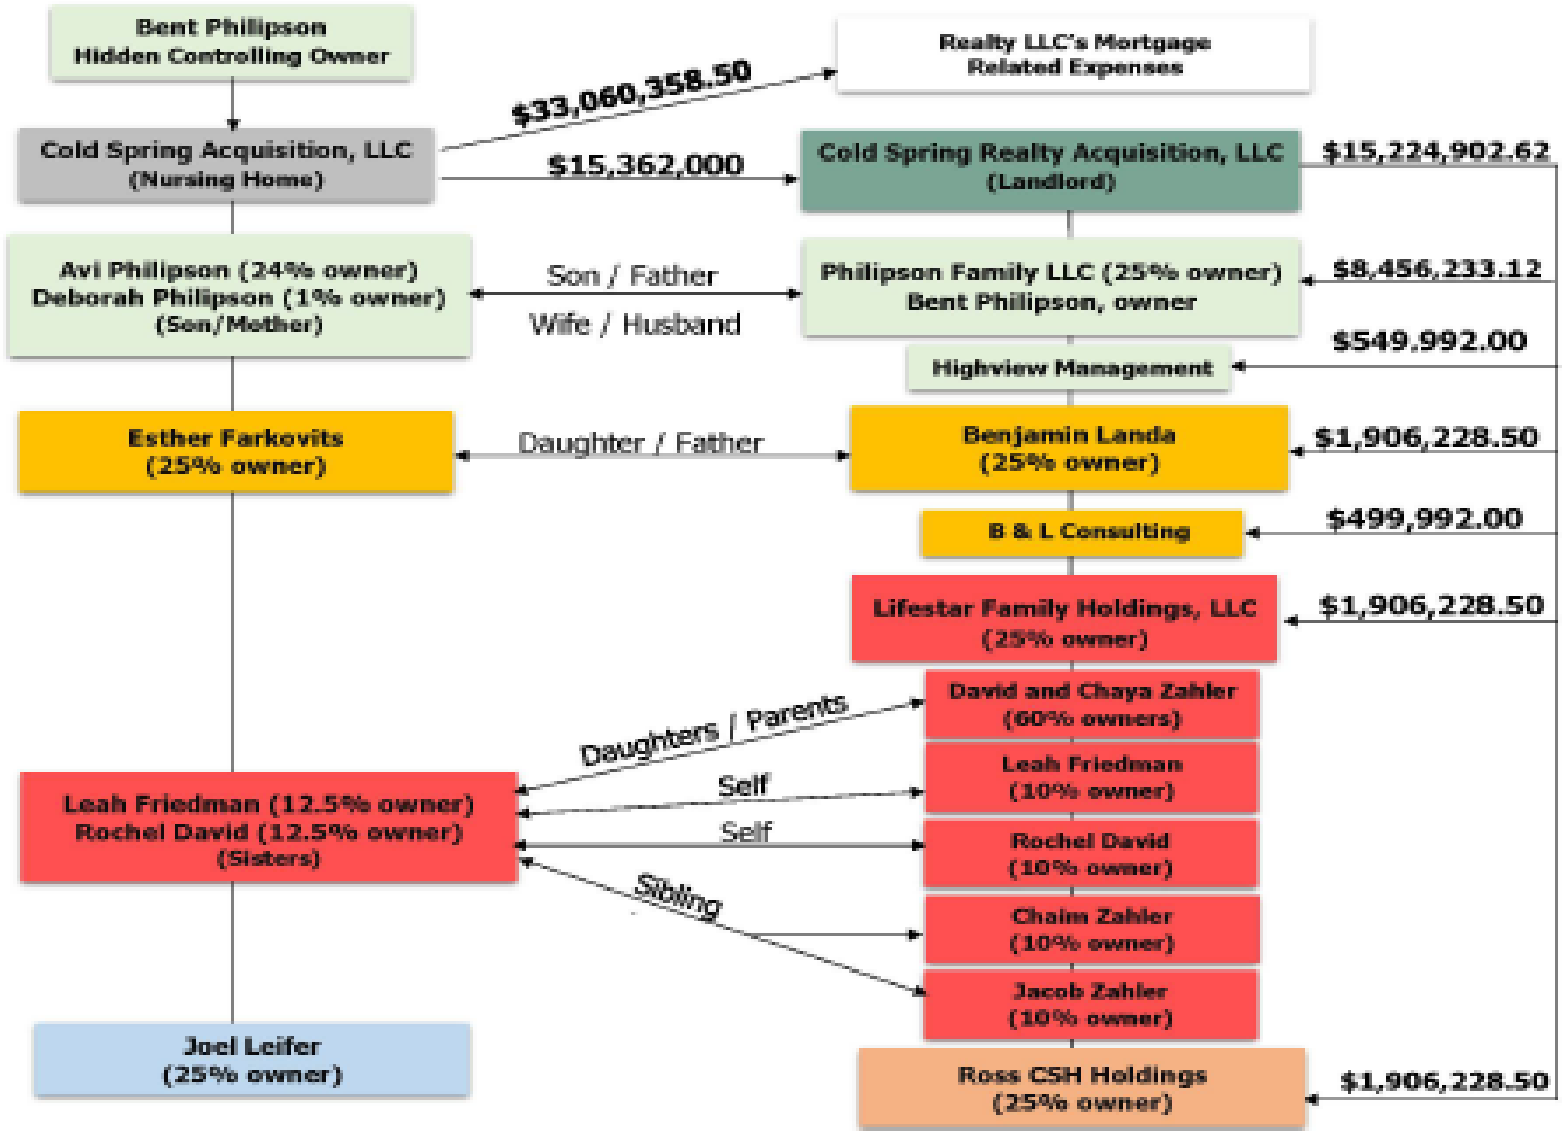 Bent Philipson
Hidden Controlling Owner
Realty LLC's Mortgage
Related Expenses
$33,060,358.50
Cold Spring Acquisition, LLC
(Nursing Home)
$15,362,000
Cold Spring Realty Acquisition, LLC
(Landlord)
$15,224,902.62
Avi Philipson (24% owner)
Deborah Philipson (1% owner)
(Son/Mother)
Son / Father
Wife / Husband
Philipson Family LLC (25% owner)
Bent Philipson, owner
$8,456,233.12
Highview Management
$549.992.00
Esther Farkovits
(25% owner)
Daughter / Father
Benjamin Landa
(25% owner)
$1,906,228.50
B & L Consulting
$499,992.00
Lifestar Family Holdings, LLC
(25% owner)
$1,906,228.50
Daughters / Parents
David and Chaya Zahler
(60% owners)
Self
Leah Friedman
(10% owner)
Leah Friedman (12.5% owner)
Rochel David (12.5% owner)
(Sisters)
Self
Rochel David
(10% owner)
Sibling
Chaim Zahler
(10% owner)
Jacob Zahler
(10% owner)
Joel Leifer
(25% owner)
Ross CSH Holdings
(25% owner)
$1,906,228.50